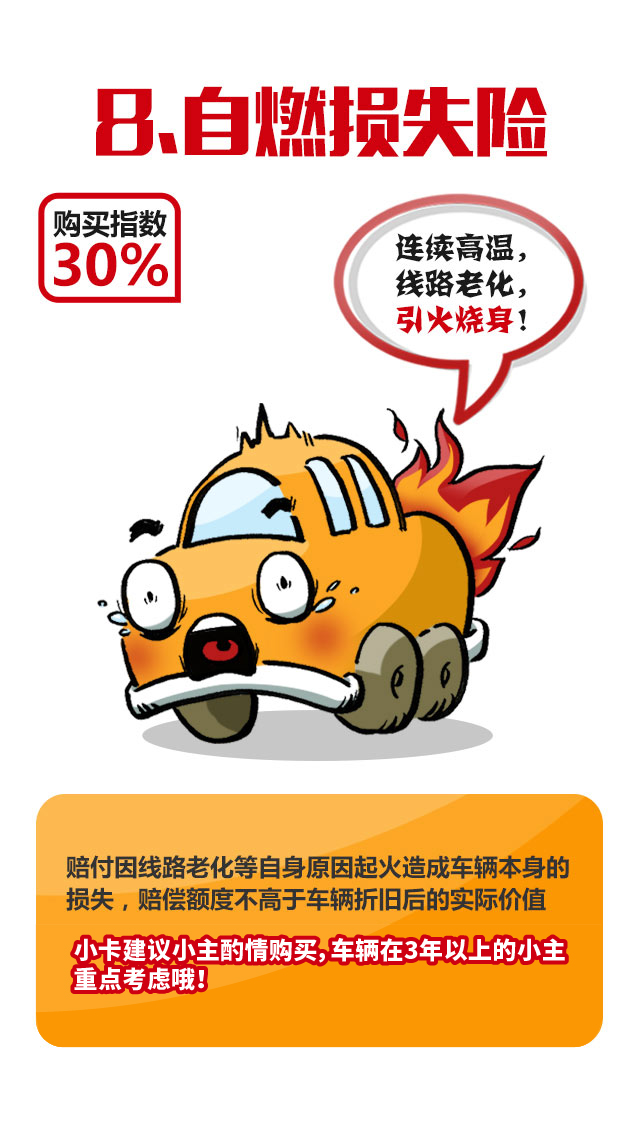 8、自燃损失险
购买指数
30%
连续高温，
线路老化，
引火烧身！
赔付因线路老化等自身原因起火造成车辆本身的
损失，赔偿额度不高于车辆折旧后的实际价值
小卡建议小主酌情购买，车辆在3年以上的小主
重点考虑哦！